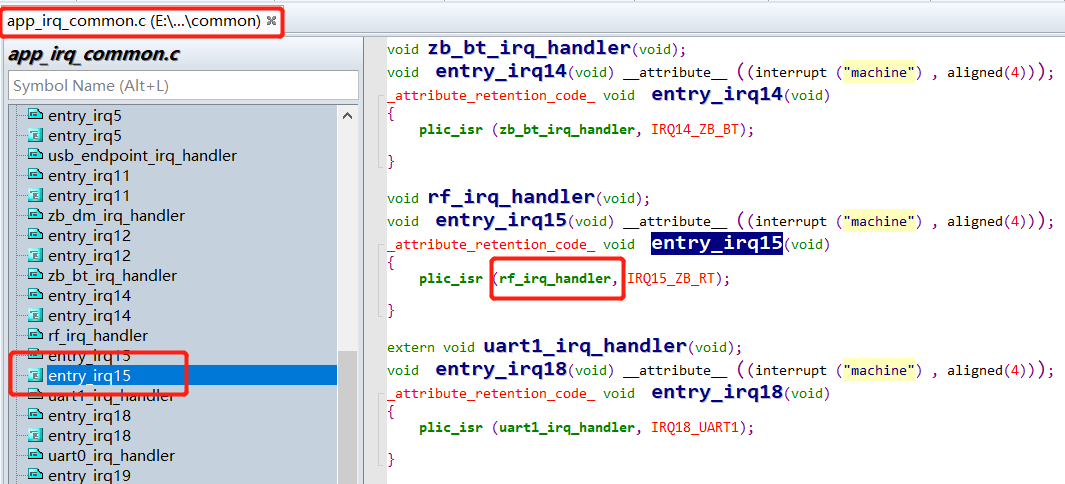 app_irq_common.c (E:\...\common)
app_irq_common.c
Symbol Name (Alt+L)
entry_irq5
entry_irq5
usb_endpoint_irq_handler
entry_irq11
entry_irq11
zb_dm_irq_handler
entry_irq12
entry_irq12
zb_bt_irq_handler
entry_irq14
entry_irq14
rf_irq_handler
entry_irq15
entry_irq15
uart1_irq_handler
entry_irq18
entry_irq18
uart0_irq_handler
entry_irq19
void zb_bt_irq_handler(void);
void entry_irq14(void) __attribute__ ((interrupt ("machine") , aligned(4)));
_attribute_retention_code_ void entry_irq14(void)
{
plic_isr (zb_bt_irq_handler, IRQ14_ZB_BT);
}
void rf_irq_handler(void);
void entry_irq15(void) __attribute__ ((interrupt ("machine") , aligned(4)));
_attribute_retention_code_ void entry_irq15(void)
{
plic_isr (rf_irq_handler, IRQ15_ZB_RT);
}
extern void uart1_irq_handler(void);
void entry_irq18(void) __attribute__ ((interrupt ("machine") , aligned(4)));
_attribute_retention_code_ void entry_irq18(void)
{
plic_isr (uart1_irq_handler, IRQ18_UART1);
}